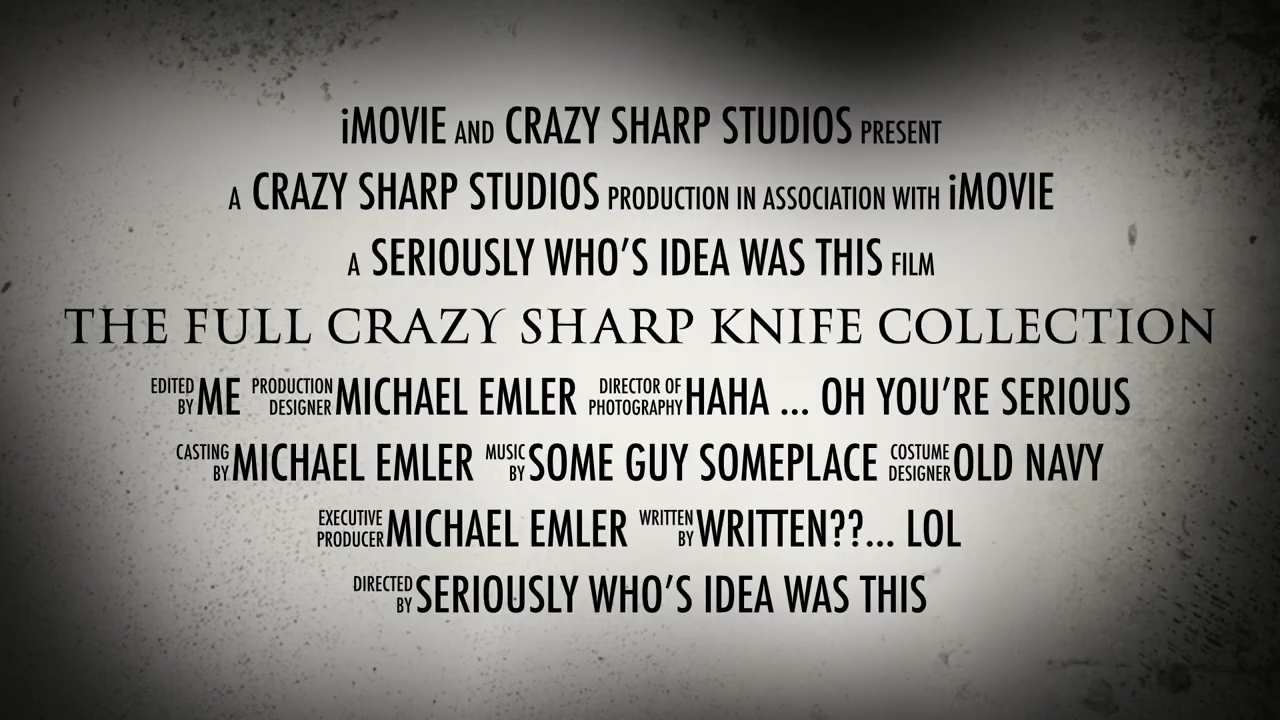 iMOVIE AND CRAZY SHARP STUDIOS PRESENT
A CRAZY SHARP STUDIOS PRODUCTION IN ASSOCIATION WITH iMOVIE
A SERIOUSLY WHO'S IDEA WAS THIS FILM
THE FULL CRAZY SHARP KNIFE COLLECTION
EDITED BY ME PRODUCTION DESIGNER MICHAEL EMLER DIRECTOR OF PHOTOGRAPHY HAHA ... OH YOU'RE SERIOUS
CASTING BY MICHAEL EMLER MUSIC BY SOME GUY SOMEPLACE COSTUME DESIGNER OLD NAVY
EXECUTIVE PRODUCER MICHAEL EMLER WRITTEN BY WRITTEN??... LOL
DIRECTED BY SERIOUSLY WHO'S IDEA WAS THIS